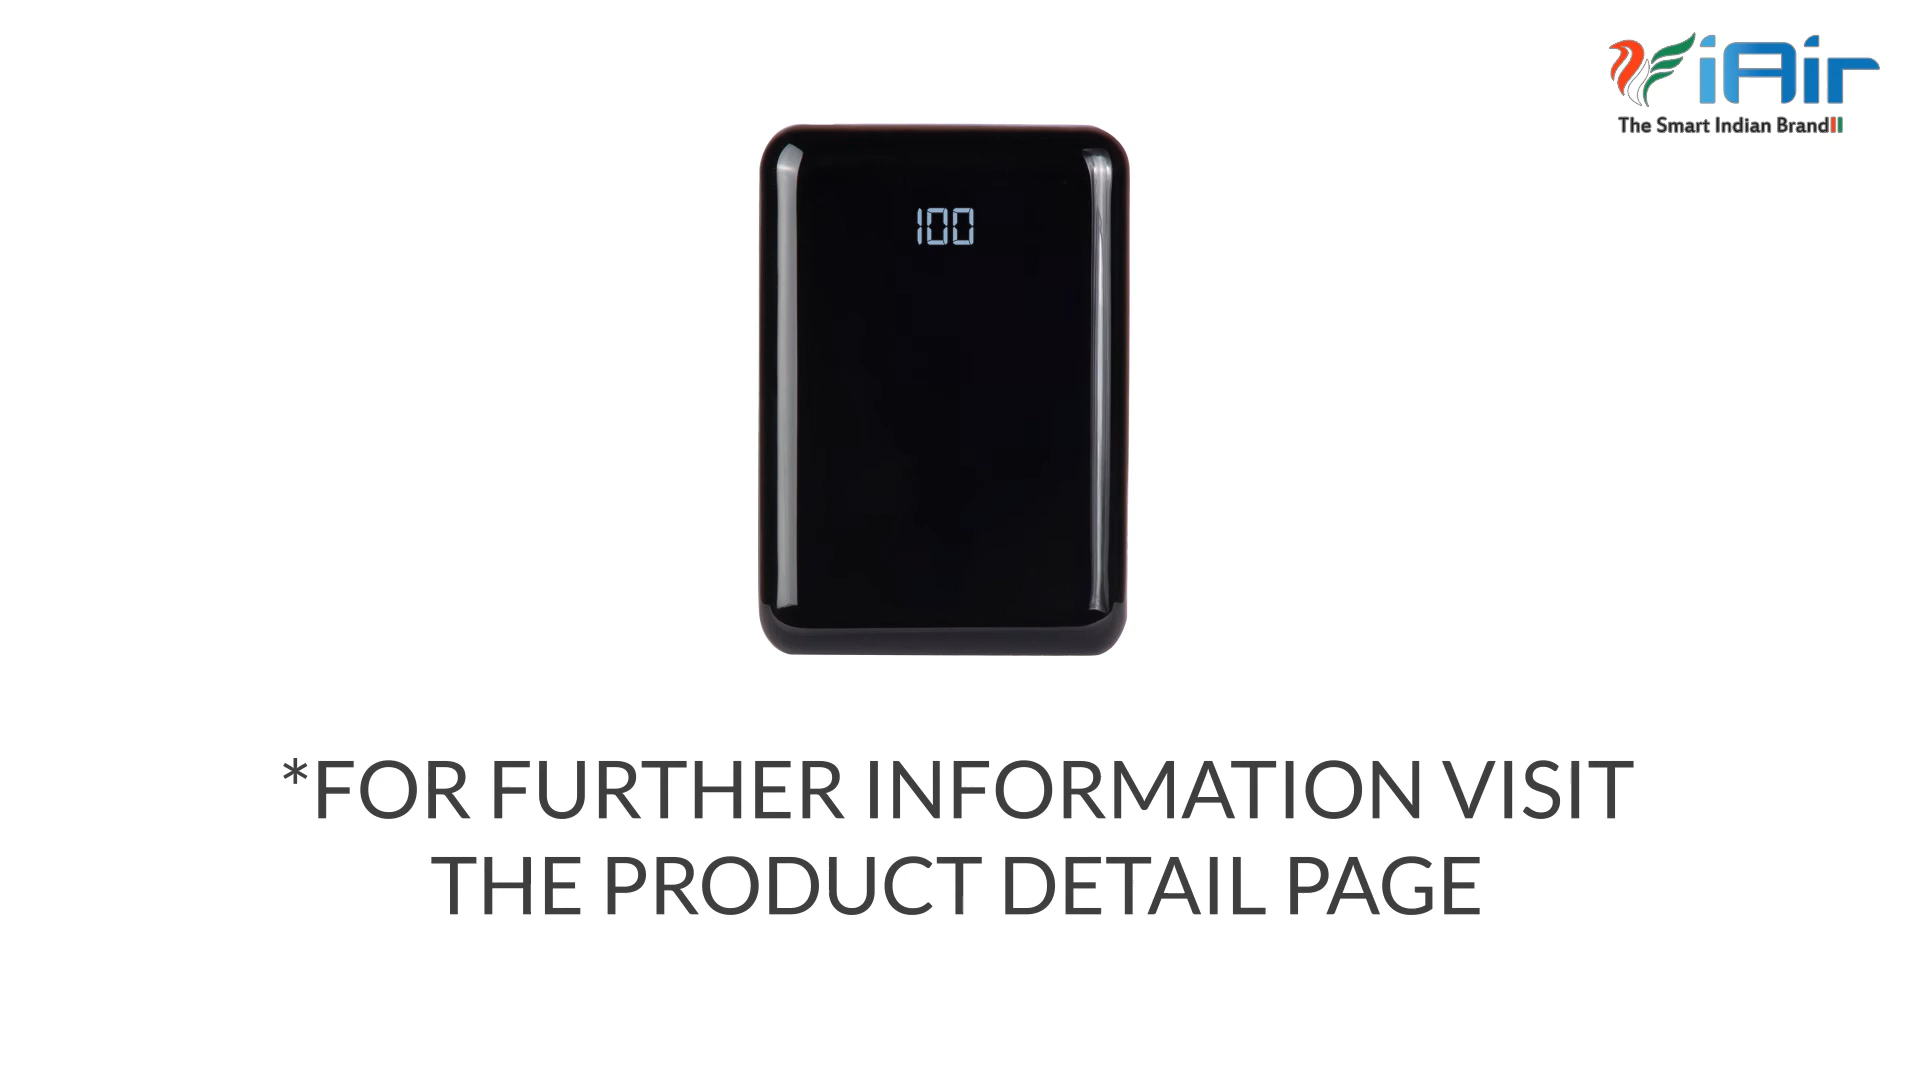 iAir
The Smart Indian Brand
100
*FOR FURTHER INFORMATION VISIT
THE PRODUCT DETAIL PAGE